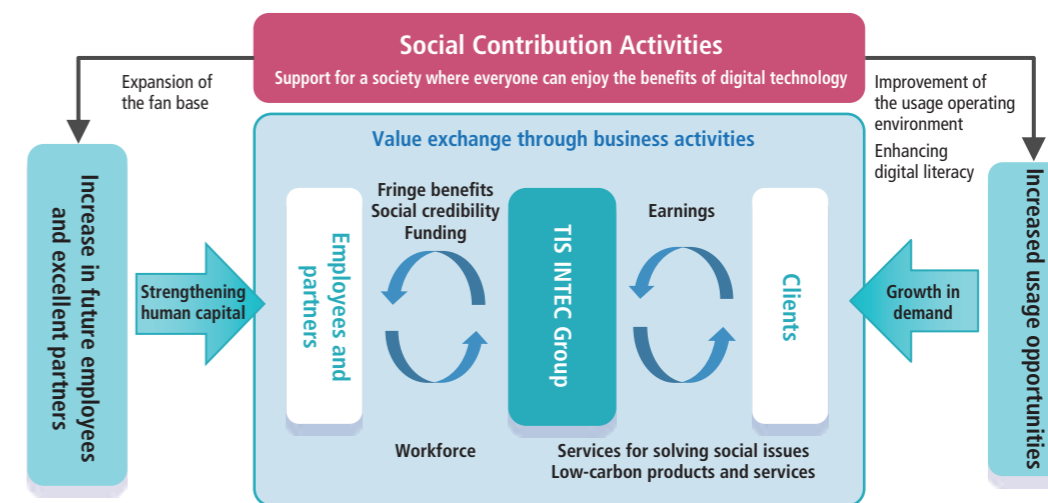 Social Contribution Activities
Support for a society where everyone can enjoy the benefits of digital technology
Expansion of
the fan base
Improvement of
the usage operating
environment
Enhancing
digital literacy
Value exchange through business activities
Increase in future employees
and excellent partners
Strengthening
human capital
Employees and
partners
Fringe benefits
Social credibility
Funding
Workforce
TIS INTEC Group
Earnings
Services for solving social issues
Low-carbon products and services
Clients
Growth in
demand
Increased usage opportunities